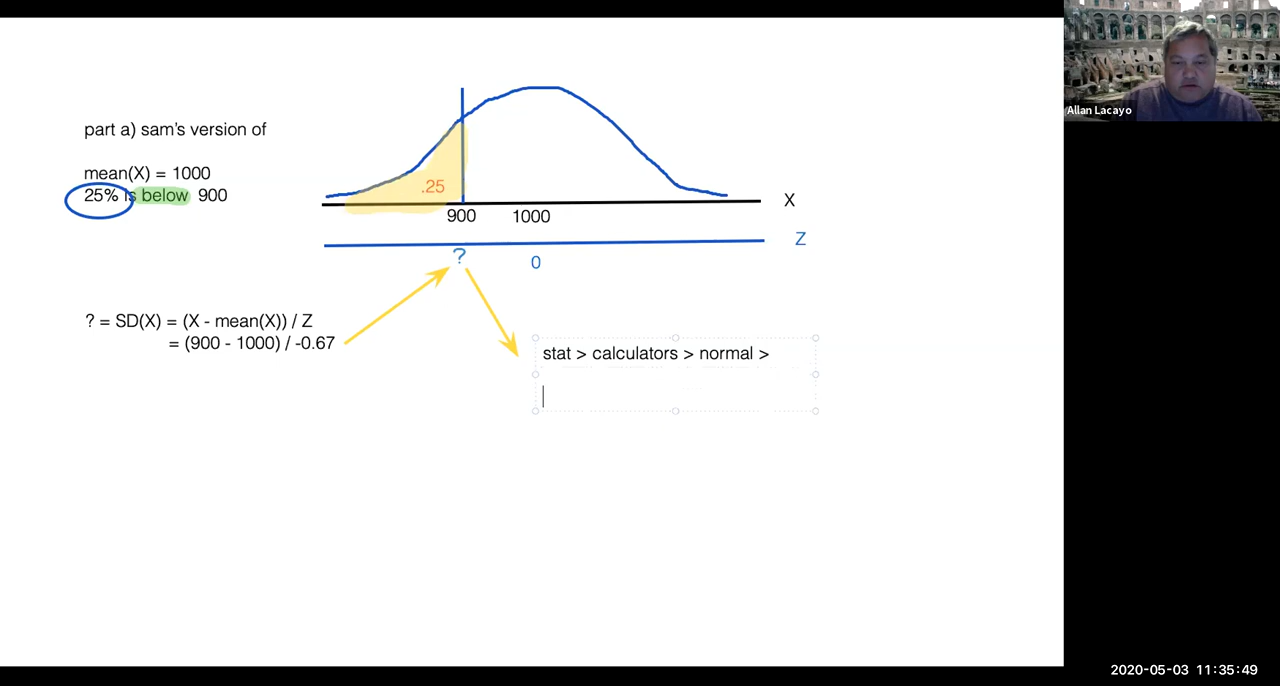 part a) sam's version of
mean(X) = 1000
25% is below 900
.25
900 1000
X
Z
?
0
? = SD(X) = (X - mean(X)) / Z
= (900 - 1000) / -0.67
stat > calculators > normal >
Allan Lacayo
2020-05-03 11:35:49